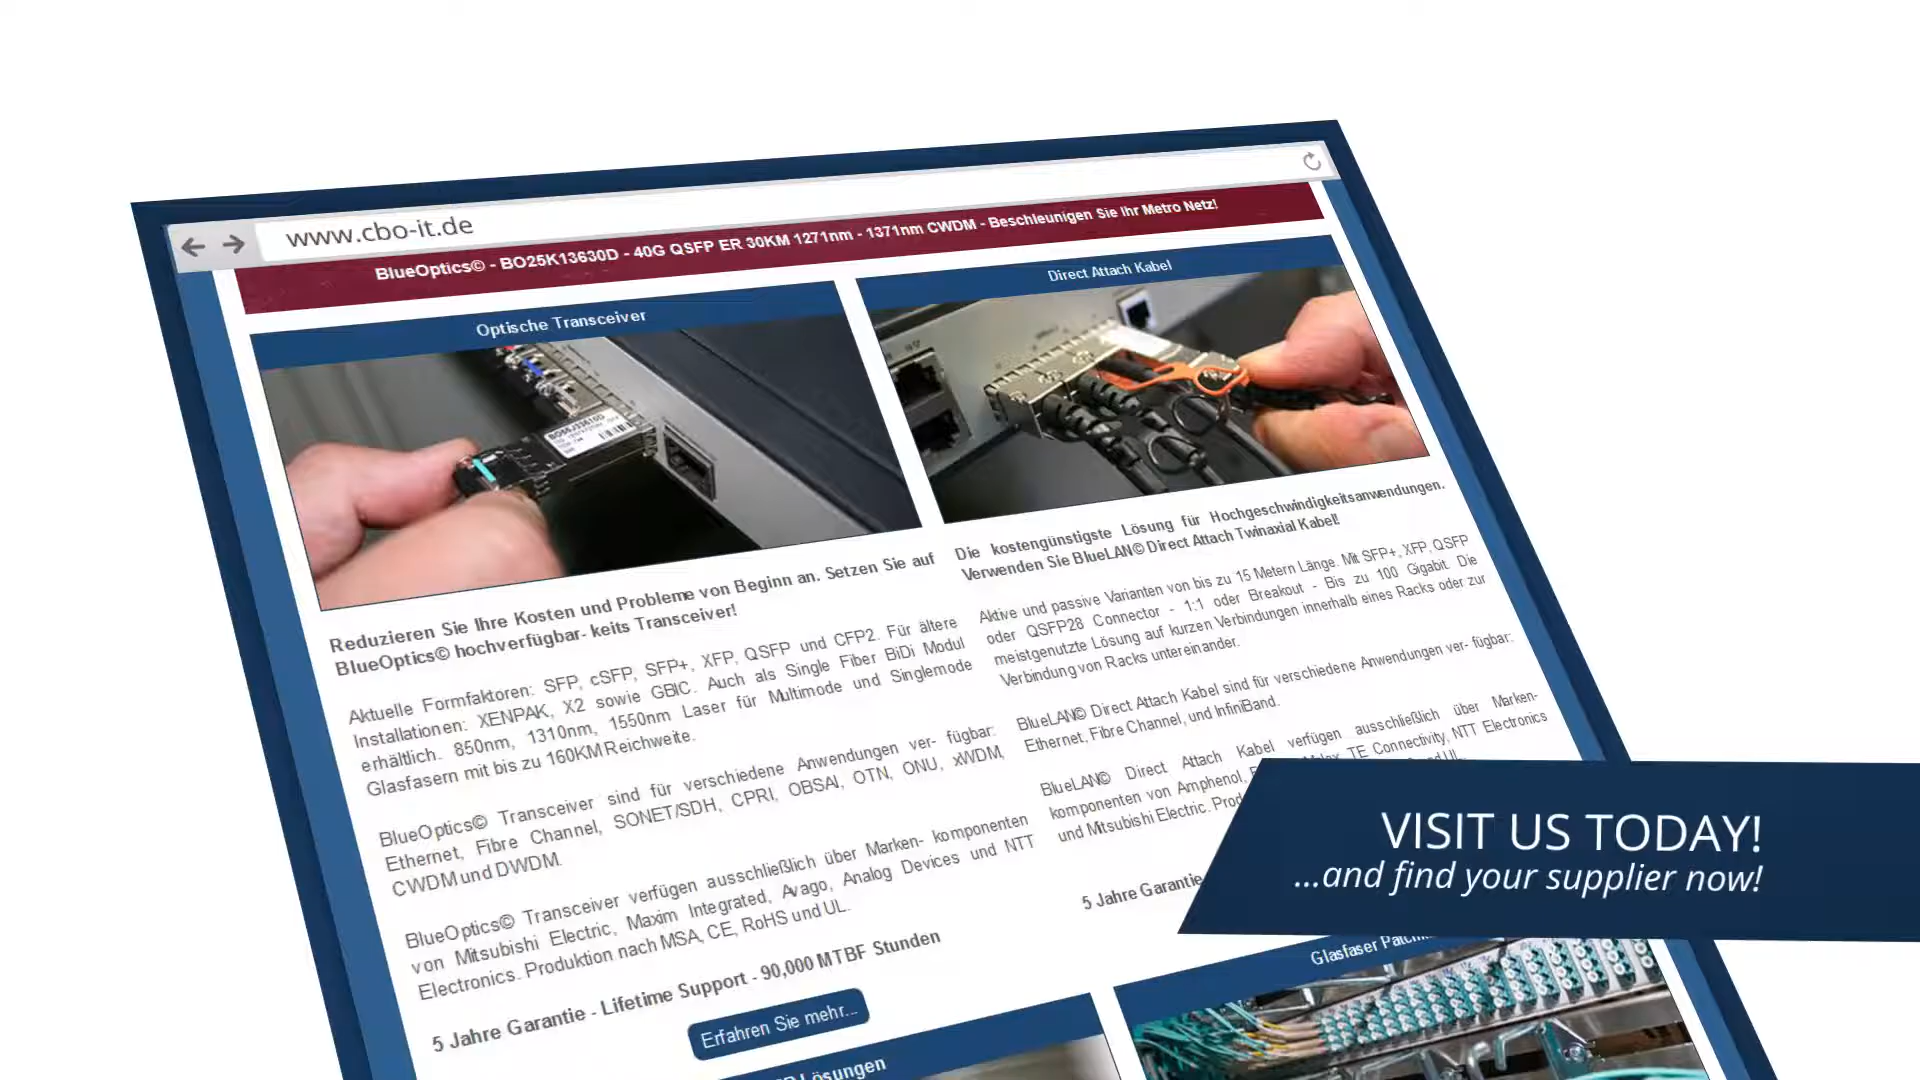 www.cbo-it.de
BlueOptics© - BO25K13630D - 40G QSFP ER 30KM 1271nm - 1371nm CWDM - Beschleunigen Sie Ihr Metro Netz!
Optische Transceiver
BO66J33610D
Reduzieren Sie Ihre Kosten und Probleme von Beginn an. Setzen Sie auf
BlueOptics© hochverfügbar- keits Transceiver!
Aktuelle Formfaktoren: SFP, cSFP, SFP+, XFP, QSFP und CFP2. Für ältere
Installationen: XENPAK, X2 sowie GBIC. Auch als Single Fiber BiDi Modul
erhältlich. 850nm, 1310nm, 1550nm Laser für Multimode und Singlemode
Glasfasern mit bis zu 160KM Reichweite.
BlueOptics© Transceiver sind für verschiedene Anwendungen ver- fügbar:
Ethernet, Fibre Channel, SONET/SDH, CPRI, OBSAI, OTN, ONU, xWDM,
CWDM und DWDM.
BlueOptics© Transceiver verfügen ausschließlich über Marken- komponenten
von Mitsubishi Electric, Maxim Integrated, Avago, Analog Devices und NTT
Electronics. Produktion nach MSA, CE, RoHS und UL.
5 Jahre Garantie - Lifetime Support - 90,000 MTBF Stunden
Erfahren Sie mehr...
Direct Attach Kabel
Die kostengünstigste Lösung für Hochgeschwindigkeitsanwendungen.
Verwenden Sie BlueLAN© Direct Attach Twinaxial Kabel!
Aktive und passive Varianten von bis zu 15 Metern Länge. Mit SFP+, XFP, QSFP
oder QSFP28 Connector - 1:1 oder Breakout - Bis zu 100 Gigabit. Die
meistgenutzte Lösung auf kurzen Verbindungen innerhalb eines Racks oder zur
Verbindung von Racks untereinander.
BlueLAN© Direct Attach Kabel sind für verschiedene Anwendungen ver- fügbar:
Ethernet, Fibre Channel, und InfiniBand.
BlueLAN© Direct Attach Kabel verfügen ausschließlich über Marken-
komponenten von Amphenol, TE Connectivity, NTT Electronics
und Mitsubishi Electric. UL.
5 Jahre Garantie
Glasfaser
Lösungen
VISIT US TODAY!
...and find your supplier now!